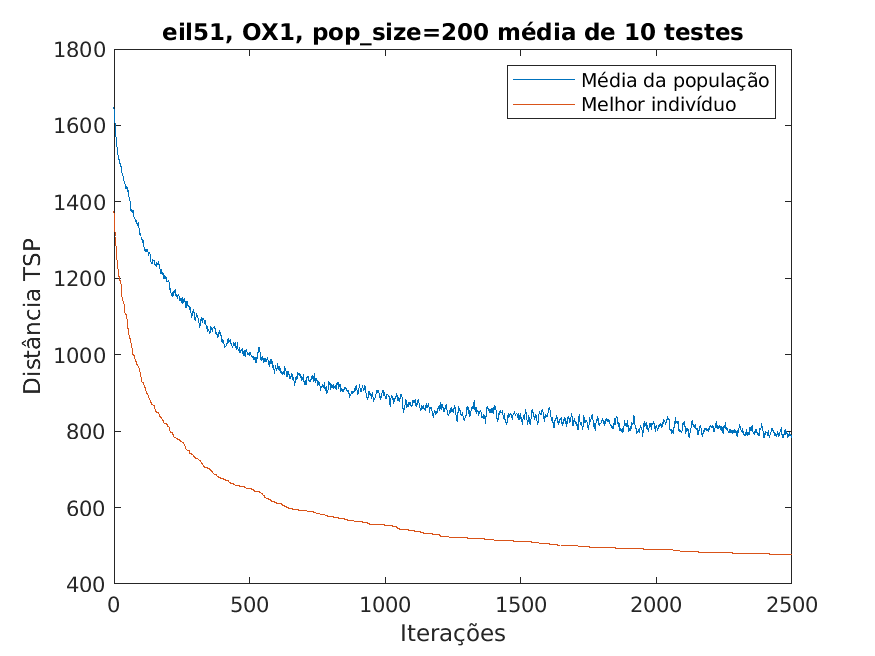 eil51, OX1, pop_size=200 média de 10 testes
Média da população
Melhor indivíduo
Distância TSP
1800
1600
1400
1200
1000
800
600
400
0
500
1000
1500
2000
2500
Iterações